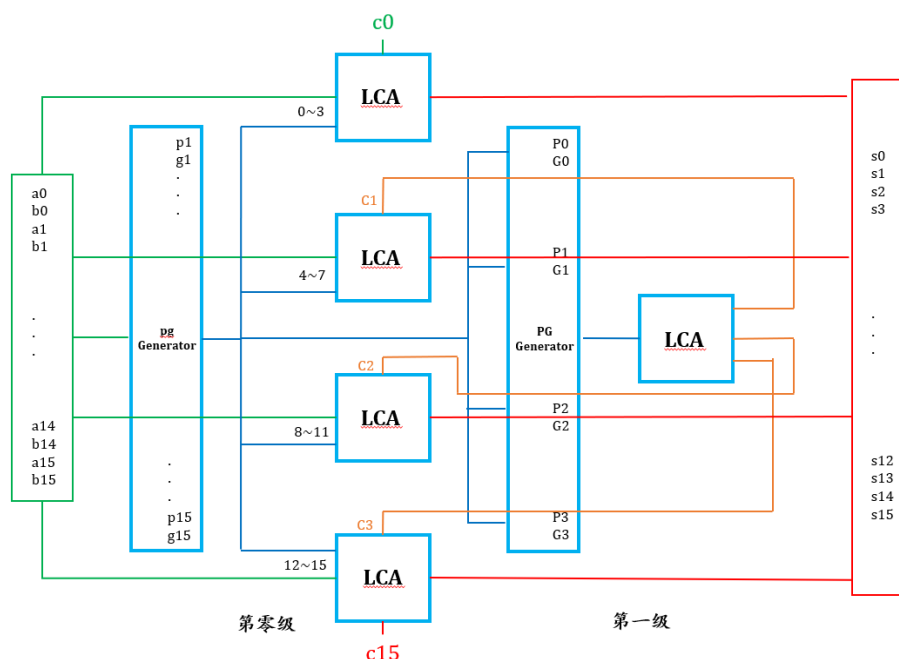 c0
LCA
0~3
p1
g1
.
.
.
P0
G0
a0
b0
a1
b1
.
.
.
a14
b14
a15
b15
C1
LCA
4~7
P1
G1
s0
s1
s2
s3
.
.
.
s12
s13
s14
s15
pg
Generator
PG
Generator
LCA
C2
LCA
8~11
P2
G2
.
.
.
p15
g15
C3
LCA
12~15
P3
G3
第零级
第一级
c15